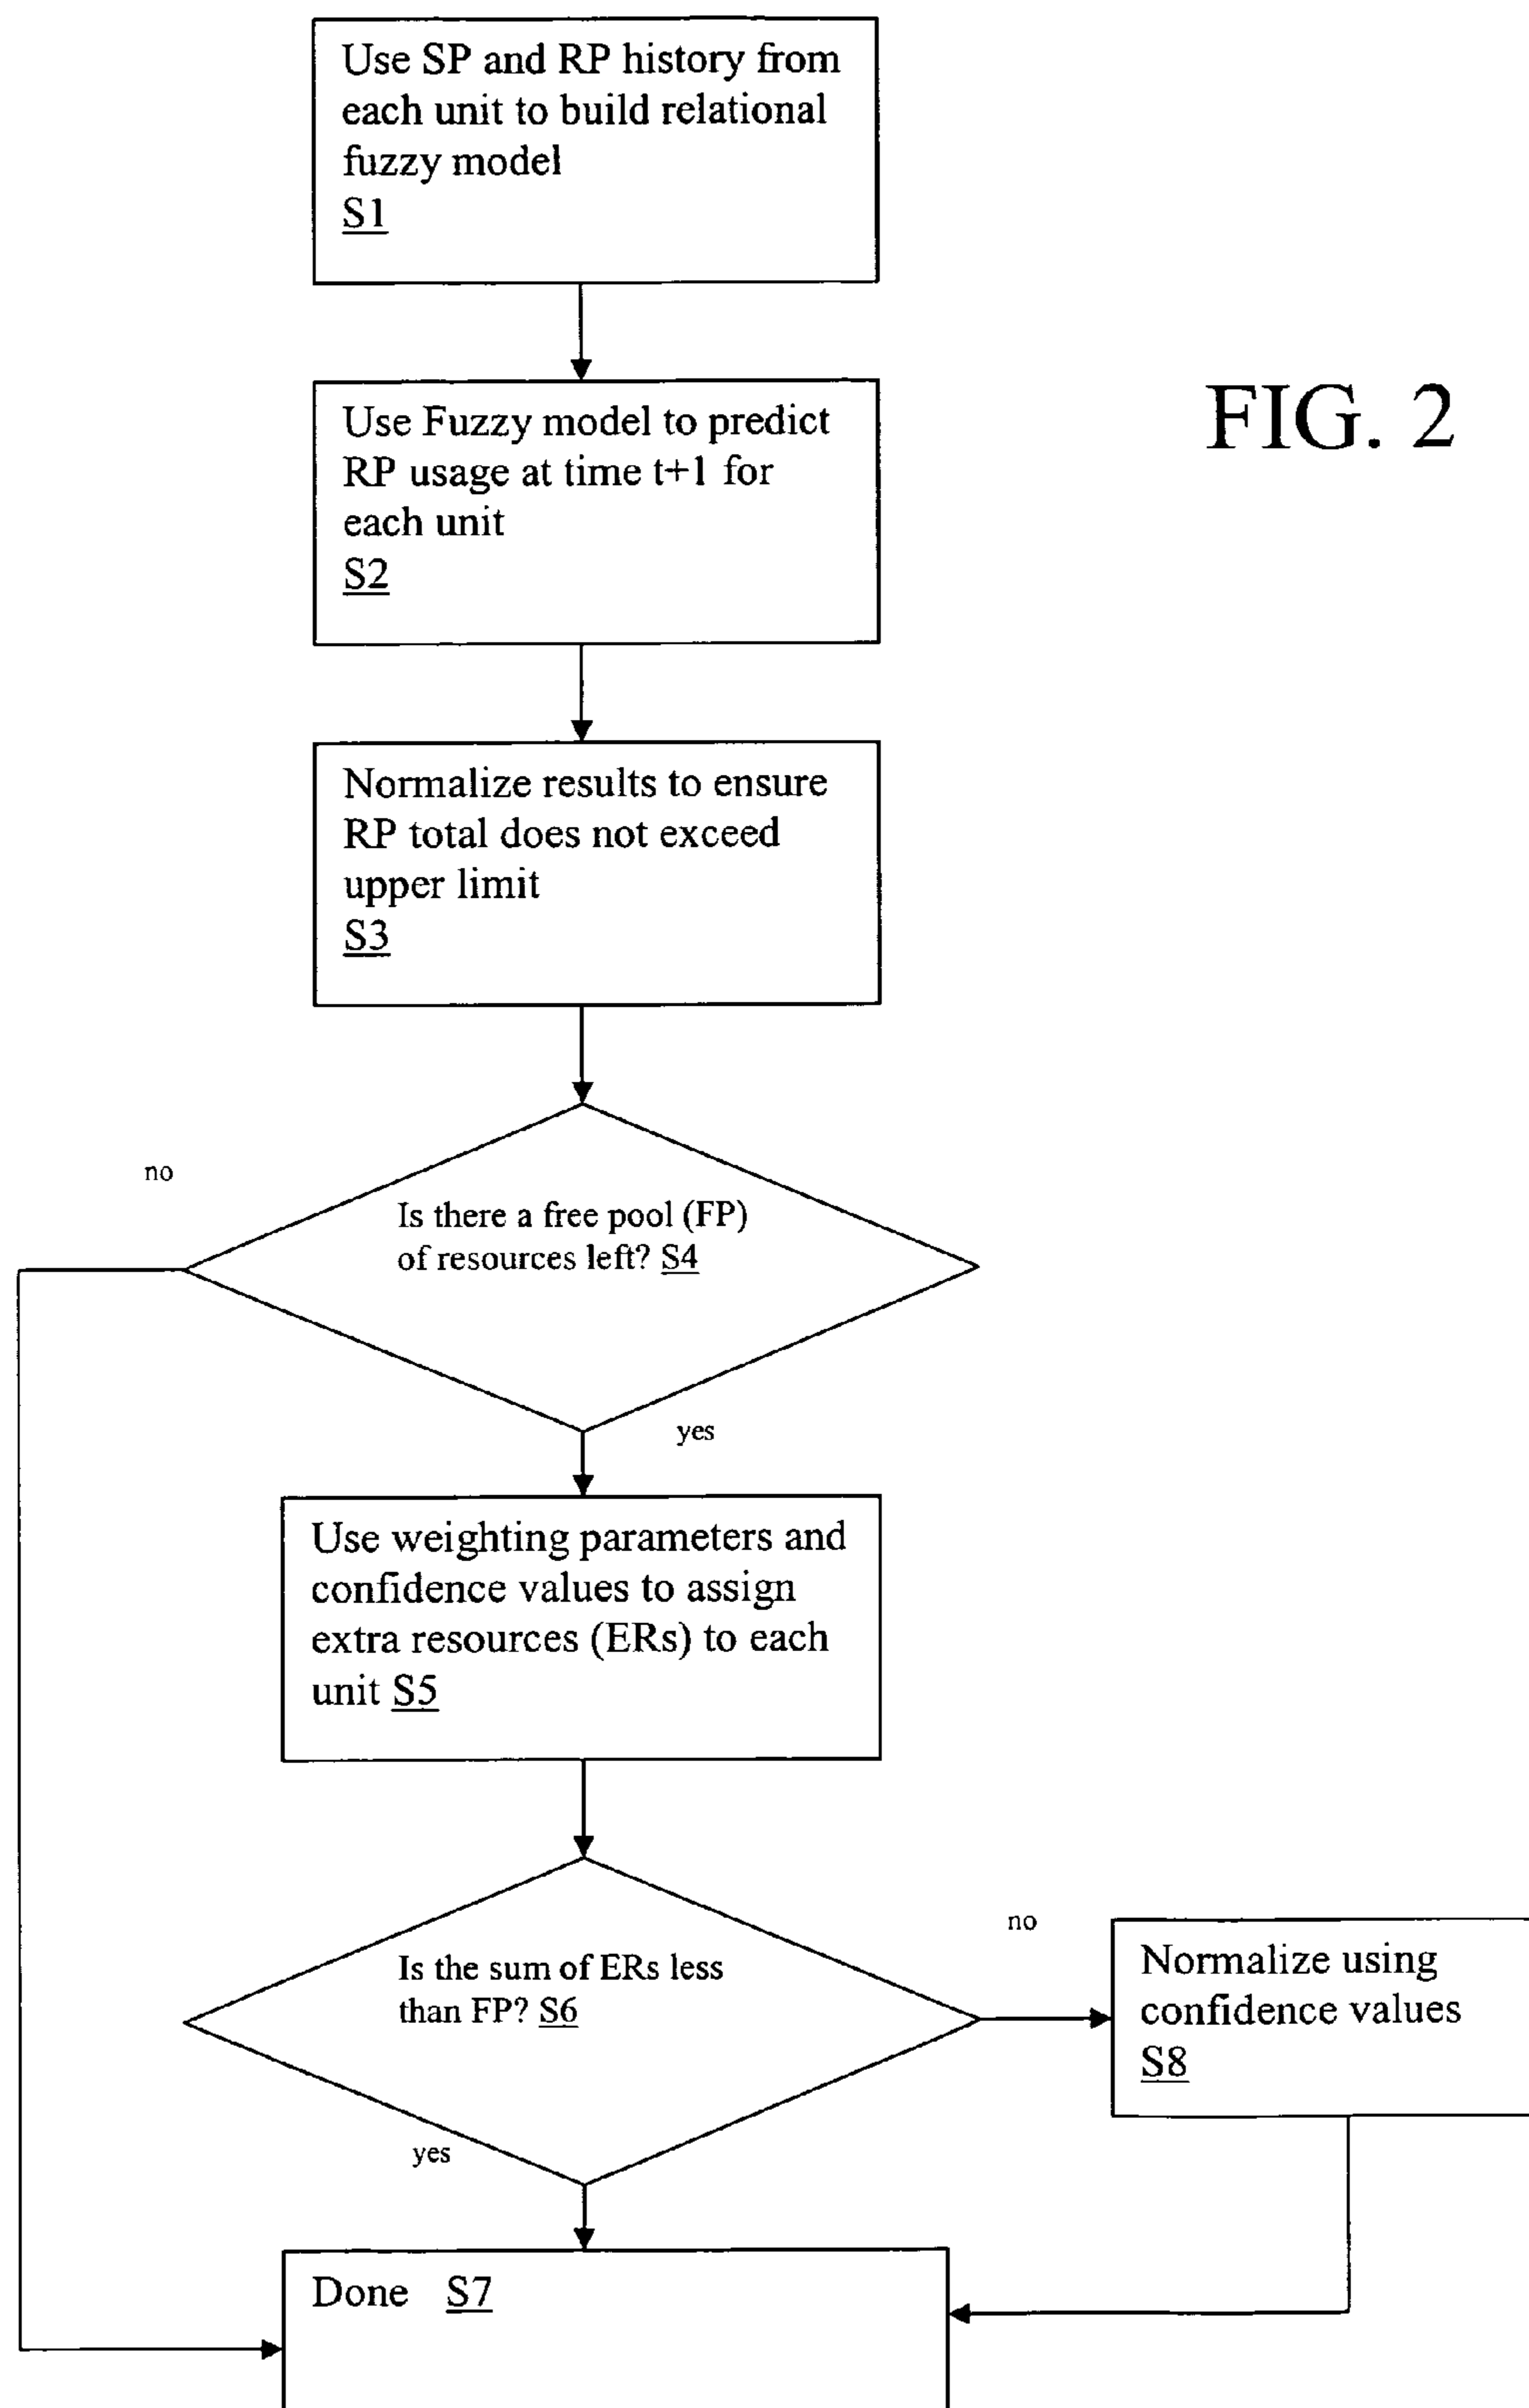 Use SP and RP history from
each unit to build relational
fuzzy model
S1
FIG. 2
Use Fuzzy model to predict
RP usage at time t+1 for
each unit
S2
Normalize results to ensure
RP total does not exceed
upper limit
S3
no
Is there a free pool (FP)
of resources left? S4
yes
Use weighting parameters and
confidence values to assign
extra resources (ERs) to each
unit S5
no
Is the sum of ERs less
than FP? S6
Normalize using
confidence values
S8
yes
Done S7